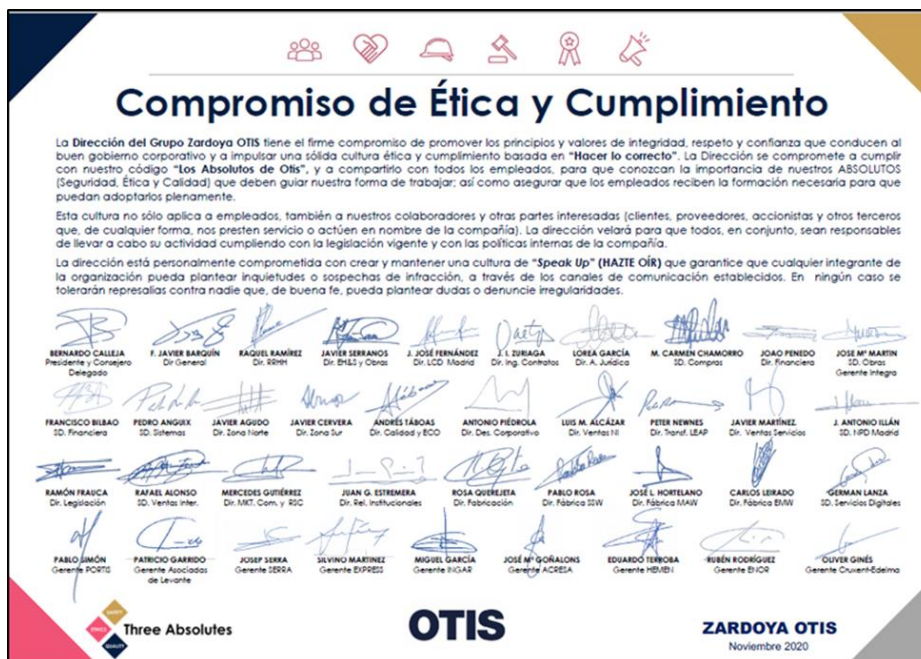 Compromiso de Ética y Cumplimiento
La Dirección del Grupo Zardoya OTIS tiene el firme compromiso de promover los principios y valores de integridad, respeto y confianza que conducen al
buen gobierno corporativo y a impulsar una sólida cultura ética y cumplimiento basada en "Hacer lo correcto". La Dirección se compromete a cumplir
con nuestro código "Los Absolutos de Otis", y a compartirlo con todos los empleados, para que conozcan la importancia de nuestros ABSOLUTOS
(Seguridad, Ética y Calidad) que deben guiar nuestra forma de trabajar; así como asegurar que los empleados reciben la formación necesaria para que
puedan adoptarlos plenamente.
Esta cultura no sólo aplica a empleados, también a nuestros colaboradores y otras partes interesadas (clientes, proveedores, accionistas y otros terceros
que, de cualquier forma, nos presten servicio o actúen en nombre de la compañía). La dirección velará para que todos, en conjunto, sean responsables
de llevar a cabo su actividad cumpliendo con la legislación vigente y con las políticas internas de la compañía.
La dirección está personalmente comprometida con crear y mantener una cultura de "Speak Up" (HAZTE OÍR) que garantice que cualquier integrante de
la organización pueda plantear inquietudes o sospechas de infracción, a través de los canales de comunicación establecidos. En ningún caso se
tolerarán represalias contra nadie que, de buena fe, pueda plantear dudas o denuncie irregularidades.
BERNARDO CALLEJA F. JAVIER BARQUÍN RAQUEL RAMÍREZ JAVIER SERRANOS J. JOSÉ FERNÁNDEZ J. I. ZURIAGA LOREA GARCÍA M. CARMEN CHAMORRO JOAO PENEDO JOSE Mª MARTIN
Presidente y Consejero Dir General Dir. RRHH Dir. EH&S y Obras Dir. LCD Madrid Dir. Ing. Contratos Dir. A. Jurídica SD. Compras Dir. Financiera SD. Obras
Delegado Gerente Integra
FRANCISCO BILBAO PEDRO ANGUIX JAVIER AGUDO JAVIER CERVERA ANDRÉS TÁBOAS ANTONIO PIÉDROLA LUIS M. ALCÁZAR PETER NEWNES JAVIER MARTÍNEZ. J. ANTONIO ILLÁN
SD. Financiera SD. Sistemas Dir. Zona Norte Dir. Zona Sur Dir. Calidad y ECO Dir. Des. Corporativo Dir. Ventas NI Dir. Transf. LEAP Dir. Ventas Servicios SD. NPD Madrid
RAMÓN FRAUCA RAFAEL ALONSO MERCEDES GUTIÉRREZ JUAN G. ESTREMERA ROSA QUEREJETA PABLO ROSA JOSÉ L. HORTELANO CARLOS LEIRADO GERMAN LANZA
Dir. Legislación SD. Ventas Inter. Dir. MKT. Com. y RSC Dir. Rel. Institucionales Dir. Fabricación Dir. Fábrica SSW Dir. Fábrica MAW Dir. Fábrica EMW SD. Servicios Digitales
PABLO SIMÓN PATRICIO GARRIDO JOSEP SERRA SILVINO MARTINEZ MIGUEL GARCÍA JOSÉ Mª GOÑALONS EDUARDO TERROBA RUBÉN RODRÍGUEZ OLIVER GINÉS
Gerente PORTIS Gerente Asociadas Gerente SERRA Gerente EXPRESS Gerente INGAR Gerente ACRESA Gerente HEMEN Gerente ENOR Gerente Cruxent-Edelma
de Levante
SAFETY
ETHICS
QUALITY
Three Absolutes
OTIS
ZARDOYA OTIS
Noviembre 2020